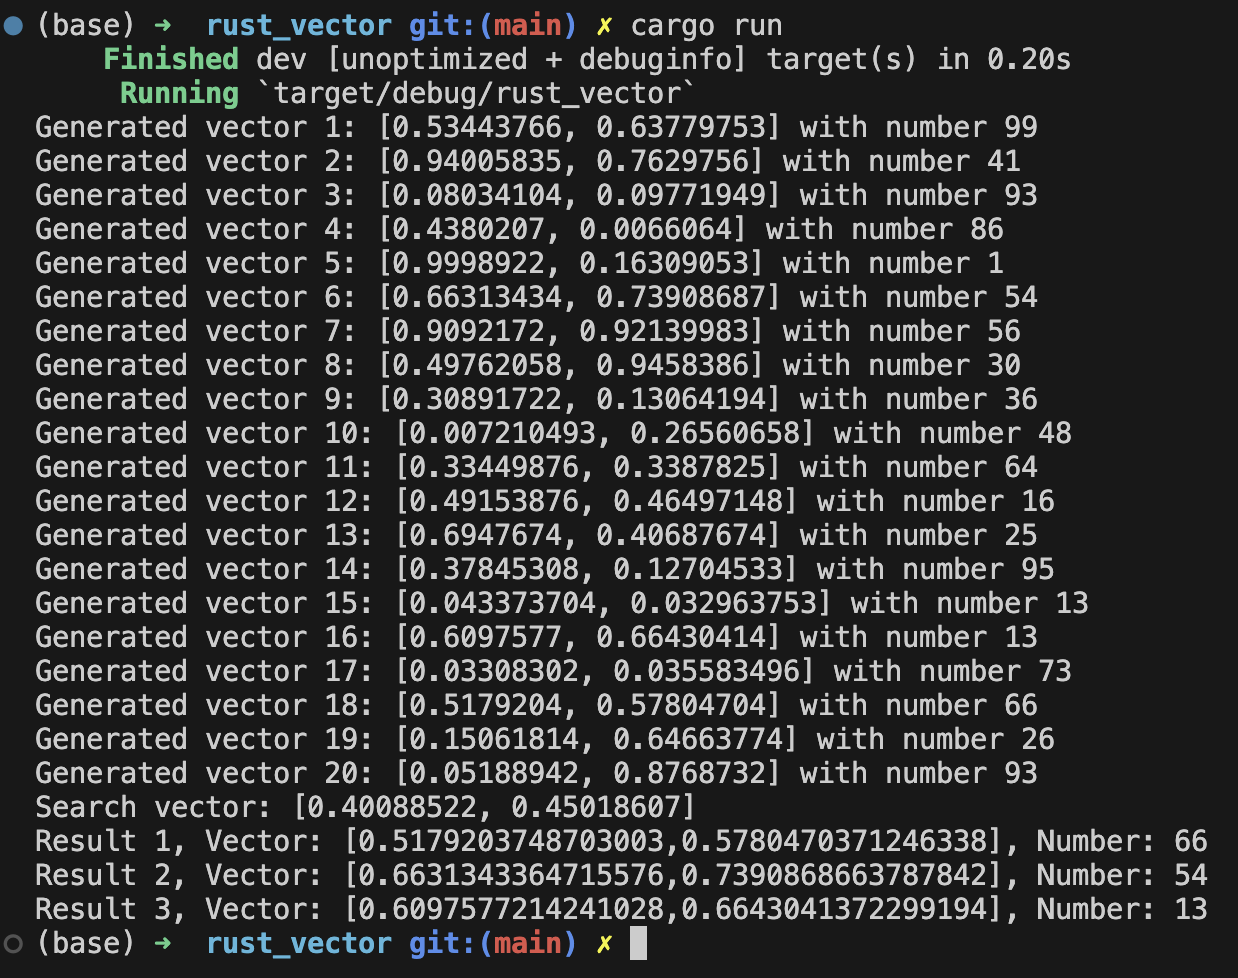 (base) ➜ rust_vector git:(main) ✗ cargo run
Finished dev [unoptimized + debuginfo] target(s) in 0.20s
Running `target/debug/rust_vector`
Generated vector 1: [0.53443766, 0.63779753] with number 99
Generated vector 2: [0.94005835, 0.7629756] with number 41
Generated vector 3: [0.08034104, 0.09771949] with number 93
Generated vector 4: [0.4380207, 0.0066064] with number 86
Generated vector 5: [0.9998922, 0.16309053] with number 1
Generated vector 6: [0.66313434, 0.73908687] with number 54
Generated vector 7: [0.9092172, 0.92139983] with number 56
Generated vector 8: [0.49762058, 0.9458386] with number 30
Generated vector 9: [0.30891722, 0.13064194] with number 36
Generated vector 10: [0.007210493, 0.26560658] with number 48
Generated vector 11: [0.33449876, 0.3387825] with number 64
Generated vector 12: [0.49153876, 0.46497148] with number 16
Generated vector 13: [0.6947674, 0.40687674] with number 25
Generated vector 14: [0.37845308, 0.12704533] with number 95
Generated vector 15: [0.043373704, 0.032963753] with number 13
Generated vector 16: [0.6097577, 0.66430414] with number 13
Generated vector 17: [0.03308302, 0.035583496] with number 73
Generated vector 18: [0.5179204, 0.57804704] with number 66
Generated vector 19: [0.15061814, 0.64663774] with number 26
Generated vector 20: [0.05188942, 0.8768732] with number 93
Search vector: [0.40088522, 0.45018607]
Result 1, Vector: [0.5179203748703003,0.5780470371246338], Number: 66
Result 2, Vector: [0.6631343364715576,0.7390868663787842], Number: 54
Result 3, Vector: [0.6097577214241028,0.6643041372299194], Number: 13
(base) ➜ rust_vector git:(main) ✗